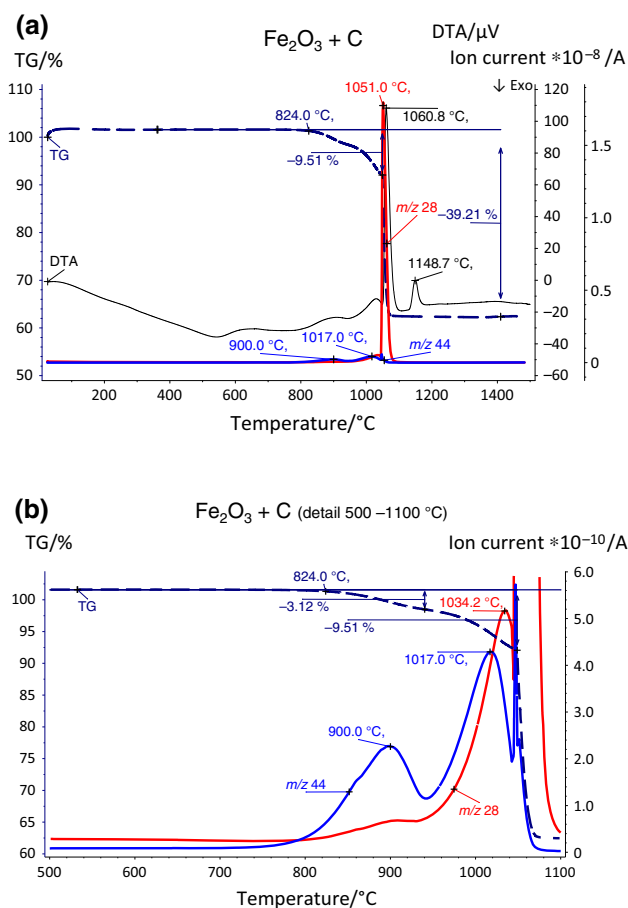 (a)
Fe₂O₃ + C
DTA/µV
TG/%
Ion current *10⁻⁸/A
↓ Exo
1051.0 °C,
824.0 °C,
1060.8 °C,
TG
–9.51 %
m/z 28
–39.21 %
DTA
1148.7 °C,
1017.0 °C,
900.0 °C,
m/z 44
110
100
90
80
70
60
50
120
100
80
60
40
20
0
–20
–40
–60
1.5
1.0
0.5
0
200 400 600 800 1000 1200 1400
Temperature/°C
(b)
Fe₂O₃ + C (detail 500 –1100 °C)
TG/%
Ion current *10⁻¹⁰/A
824.0 °C,
TG
–3.12 %
1034.2 °C,
–9.51 %
1017.0 °C,
900.0 °C,
m/z 44
m/z 28
100
95
90
85
80
75
70
65
60
6.0
5.0
4.0
3.0
2.0
1.0
0
500 600 700 800 900 1000 1100
Temperature/°C